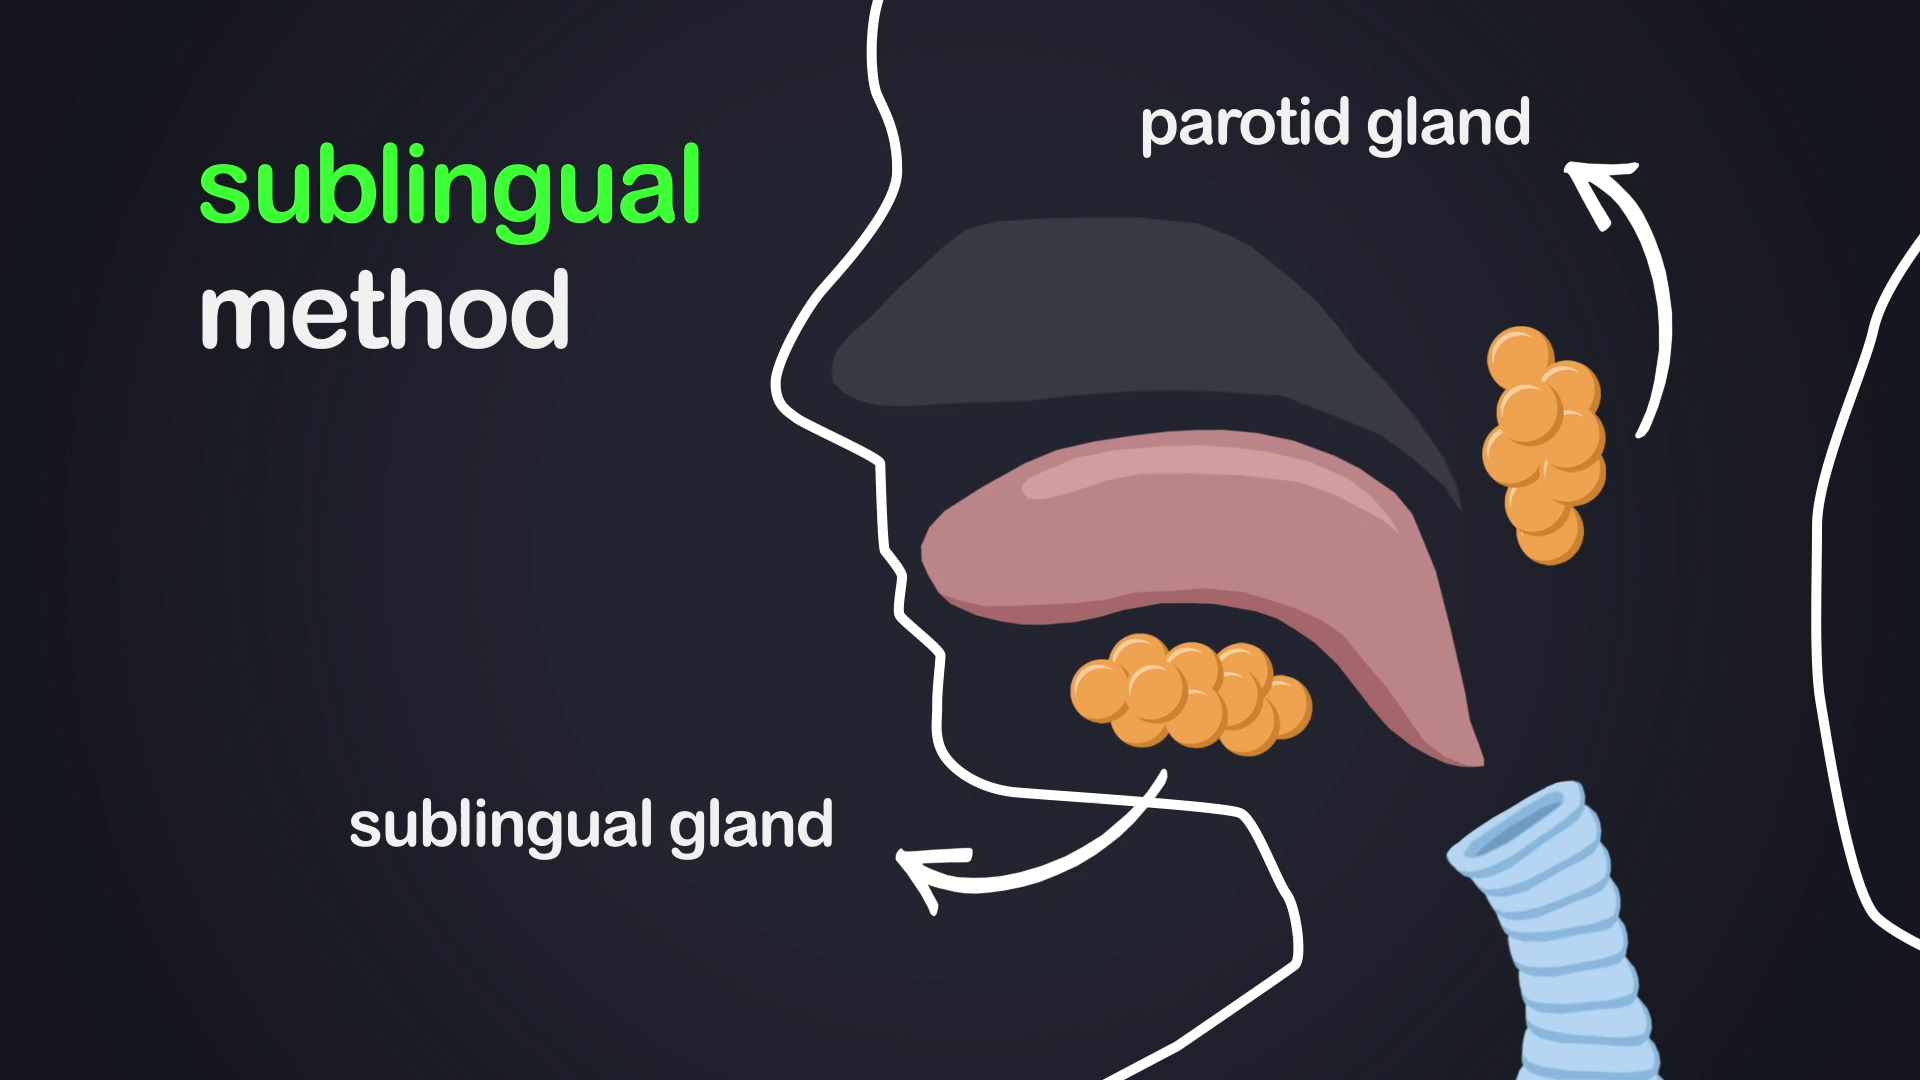 sublingual
method
parotid gland
sublingual gland